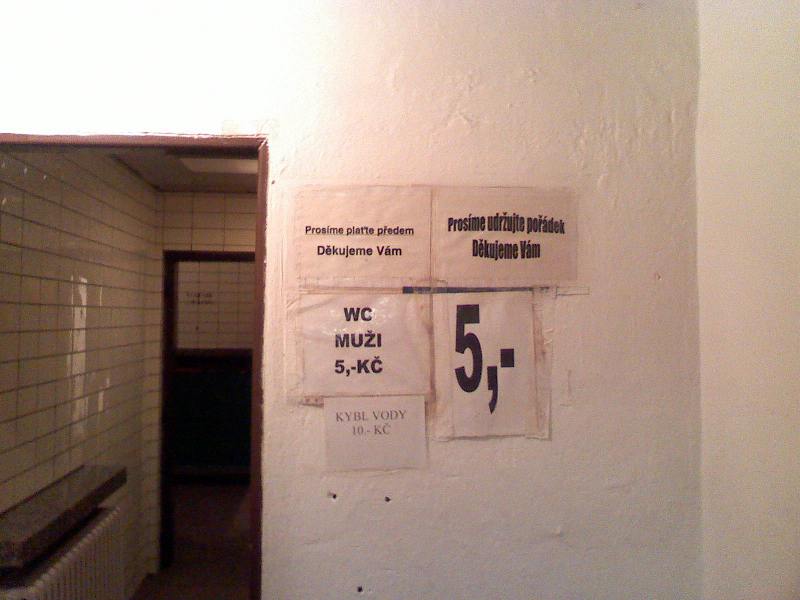 Prosíme plaťte předem
Děkujeme Vám
Prosíme udržujte pořádek
Děkujeme Vám
WC
MUŽI
5,-KČ
5,-
KYBL VODY
10.- KČ